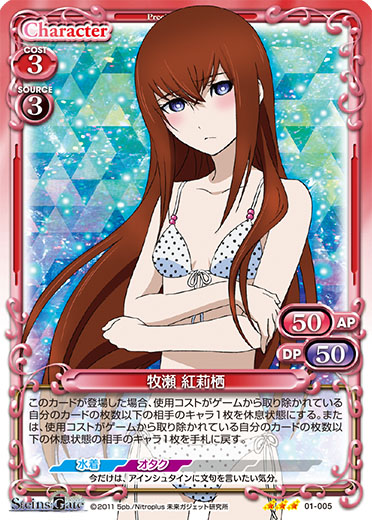 Character
COST
3
SOURCE
3
50 AP
DP 50
牧瀬 紅莉栖
このカードが登場した場合、使用コストがゲームから取り除かれている
自分のカードの枚数以下の相手のキャラ1枚を休息状態にする。また
は、使用コストがゲームから取り除かれている自分のカードの枚数以
下の休息状態の相手のキャラ1枚を手札に戻す。
水着 オタク
今だけは、アインシュタインに文句を言いたい気分。
Steins;Gate
©2011 5pb./Nitroplus 未来ガジェット研究所
01-005